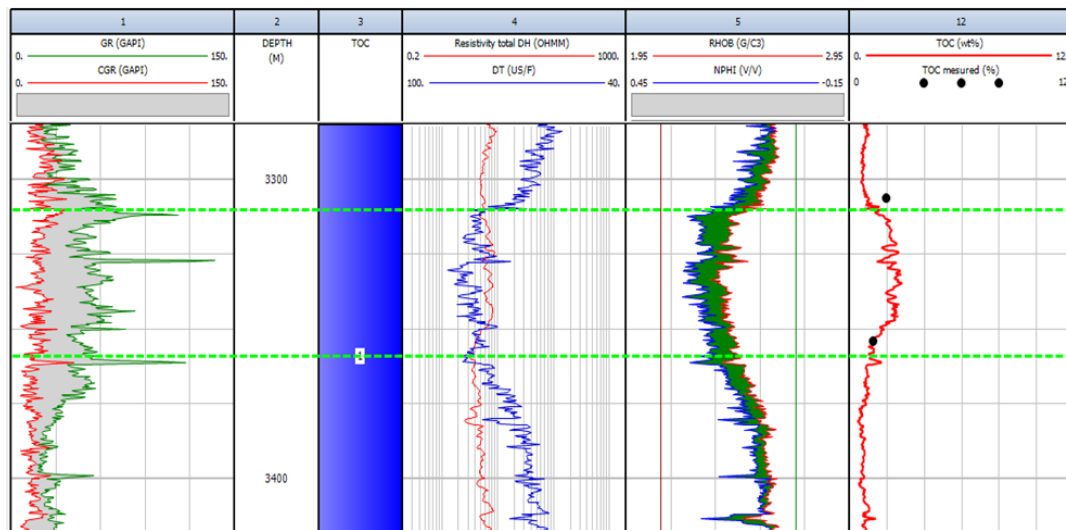 1 2 3 4 5 12
GR (GAPI) DEPTH TOC Resistivity total DH (OHMM) RHOB (G/C3) TOC (wt%)
0. 150. (M) 0.2 1000. 1.95 2.95 0. 12.
CGR (GAPI) DT (US/F) NPHI (V/V) TOC mesured (%)
0. 150. 100. 40. 0.45 -0.15 0 12
3300
1
3400